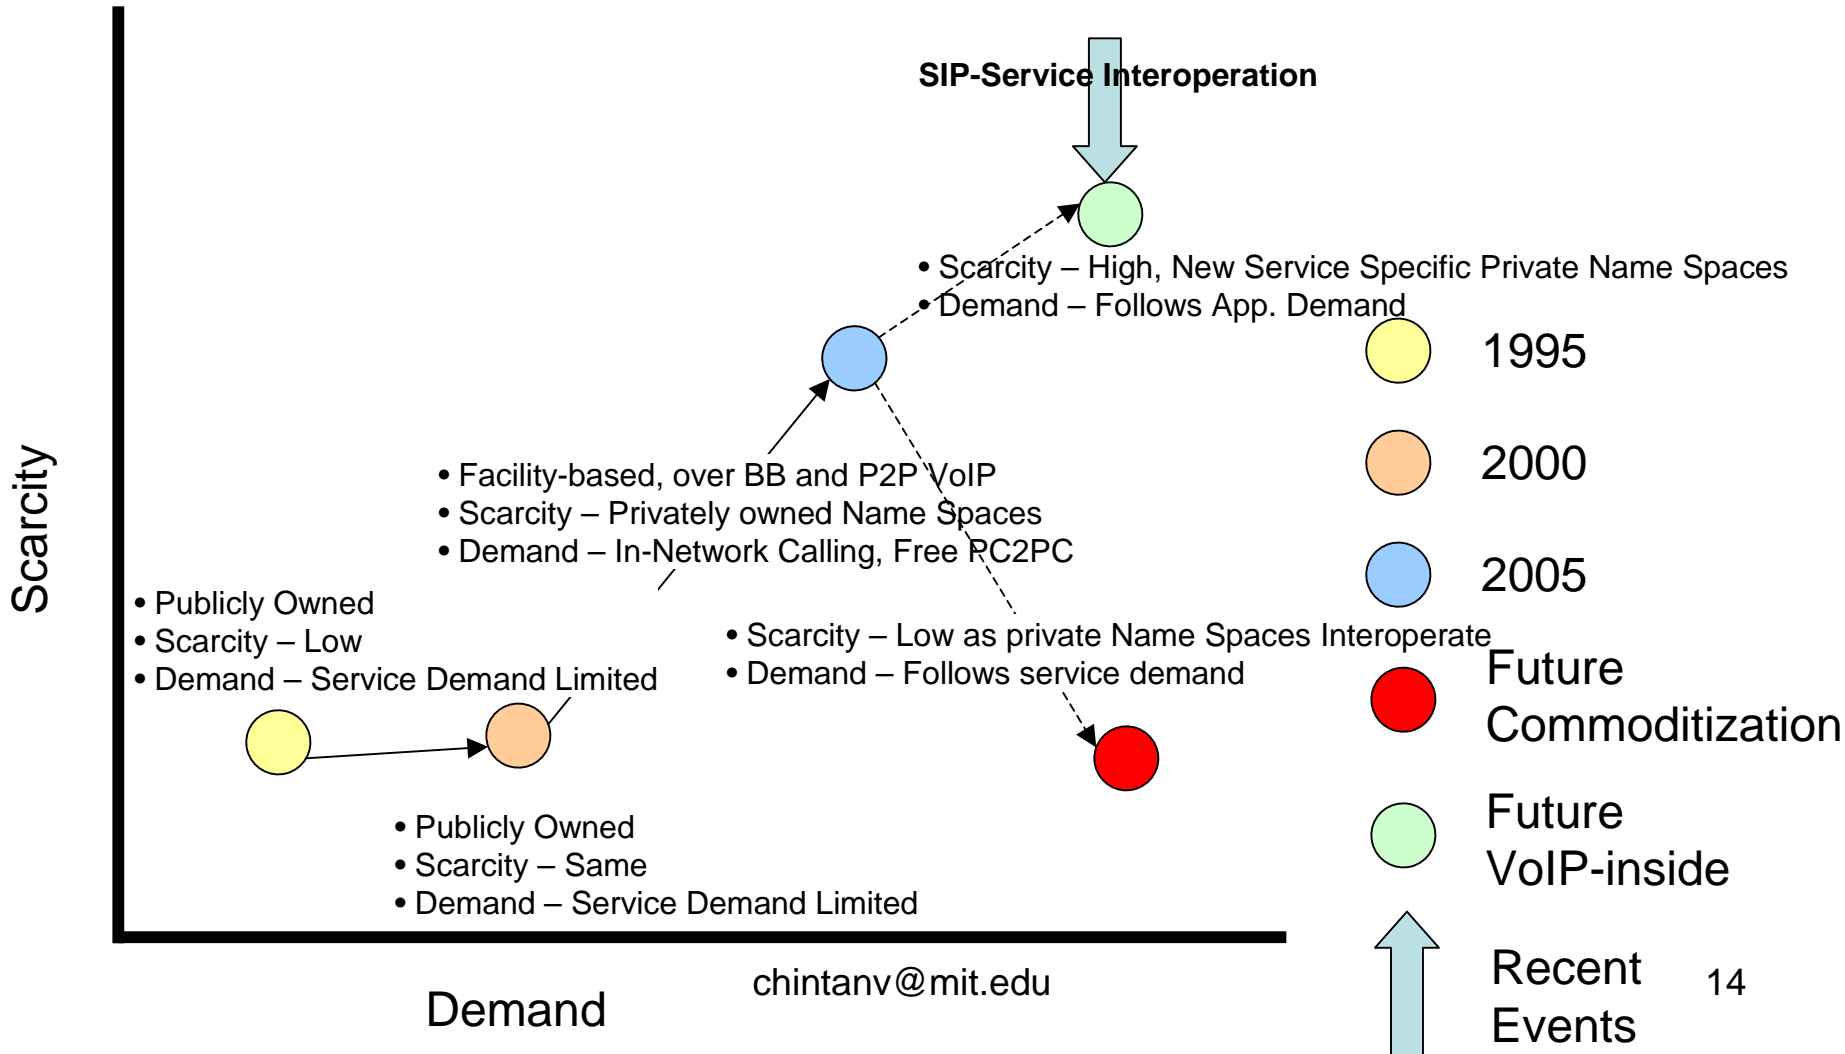 SIP-Service Interoperation
• Scarcity – High, New Service Specific Private Name Spaces
• Demand – Follows App. Demand
1995
2000
2005
Future
Commoditization
Future
VoIP-inside
Recent
Events
Scarcity
• Facility-based, over BB and P2P VoIP
• Scarcity – Privately owned Name Spaces
• Demand – In-Network Calling, Free PC2PC
• Publicly Owned
• Scarcity – Low
• Demand – Service Demand Limited
• Scarcity – Low as private Name Spaces Interoperate
• Demand – Follows service demand
• Publicly Owned
• Scarcity – Same
• Demand – Service Demand Limited
Demand
chintanv@mit.edu
14